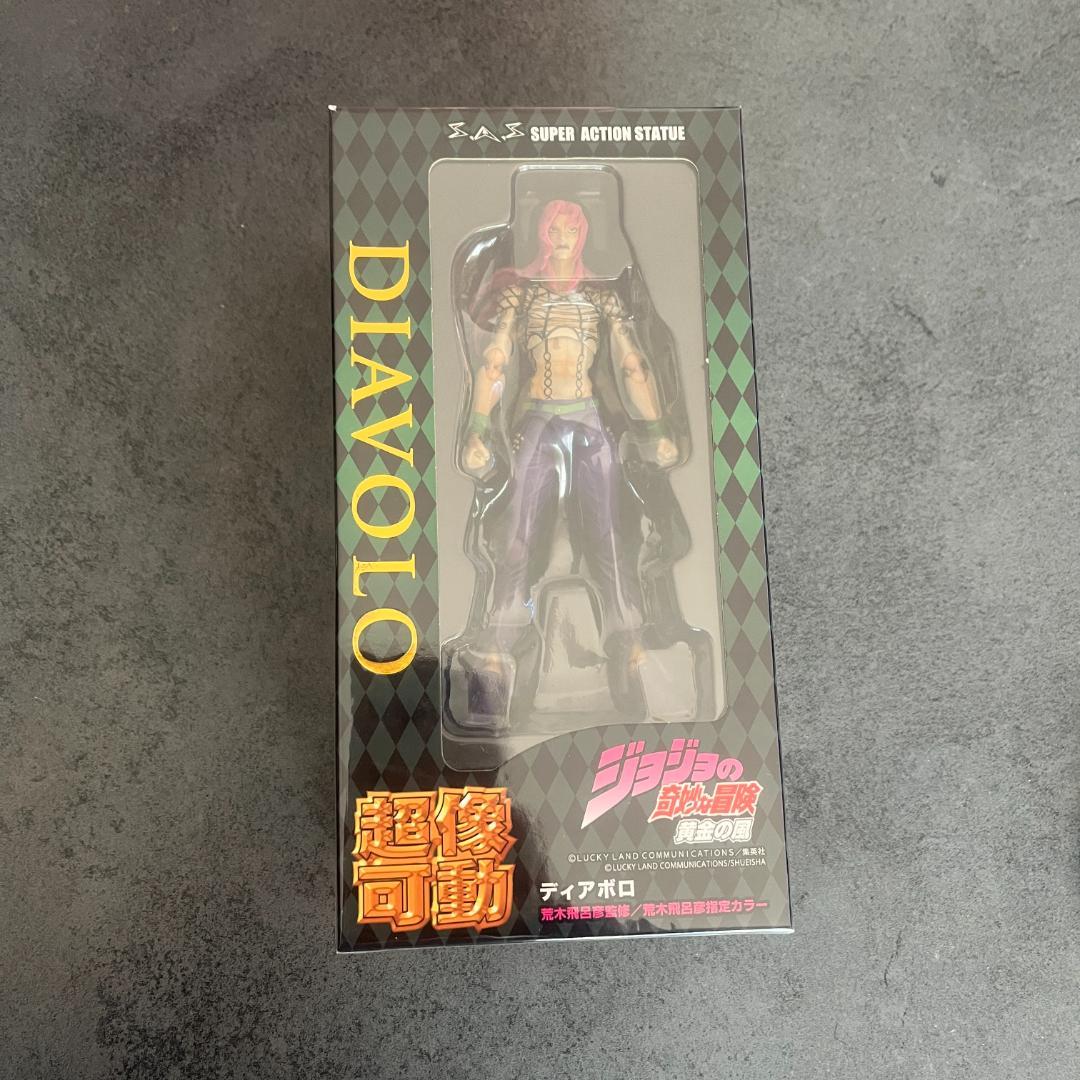 S.A.S SUPER ACTION STATUE
DIAVOLO
超像
可動
ジョジョの
奇妙な冒険
黄金の風
©LUCKY LAND COMMUNICATIONS/集英社
©LUCKY LAND COMMUNICATIONS/SHUEISHA
ディアボロ
荒木飛呂彦監修/荒木飛呂彦指定カラー